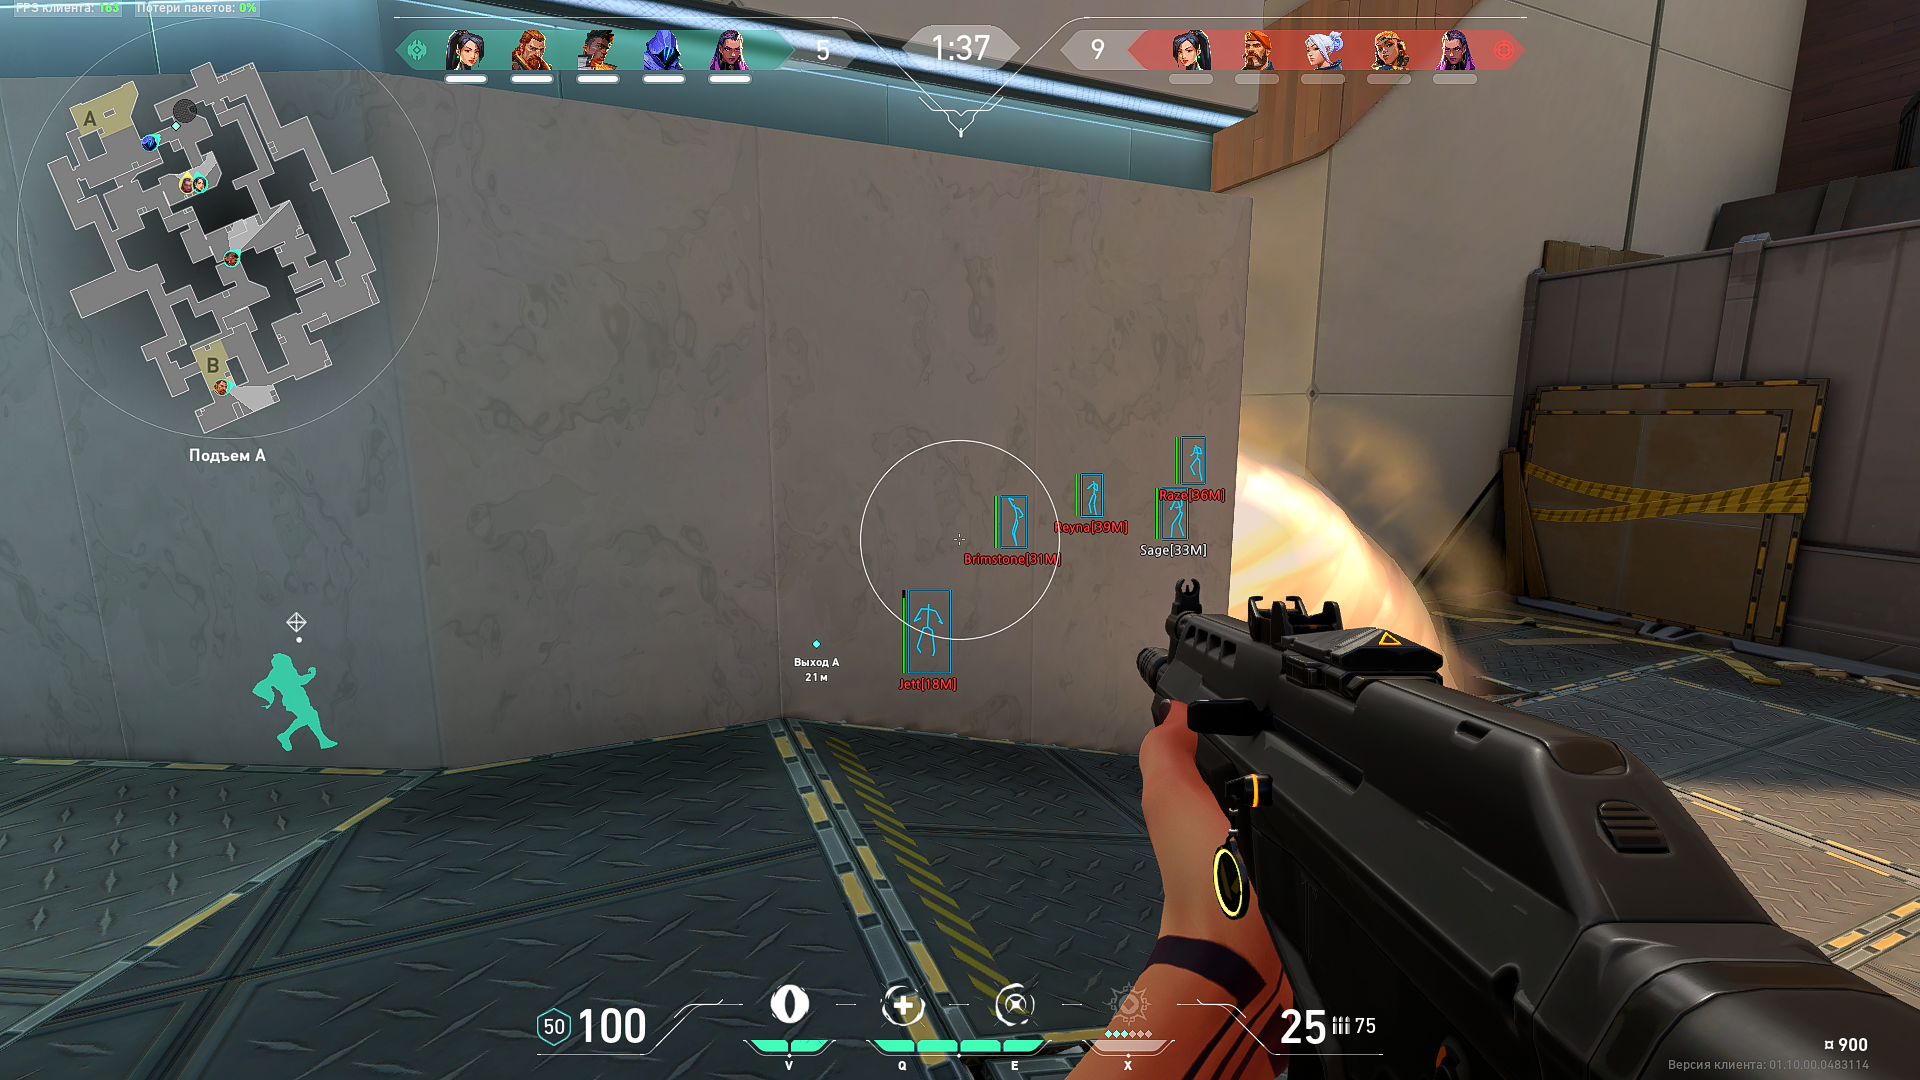 FPS клиента: 163 Потери пакетов: 0%
5 1:37 9
A
B
Подъем А
Raze[36M]
Reyna[39M]
Sage[33M]
Brimstone[31M]
Выход А
21 м
Jett[18M]
50 100
25 75
V Q E X
¤ 900
Версия клиента: 01.10.00.0483114